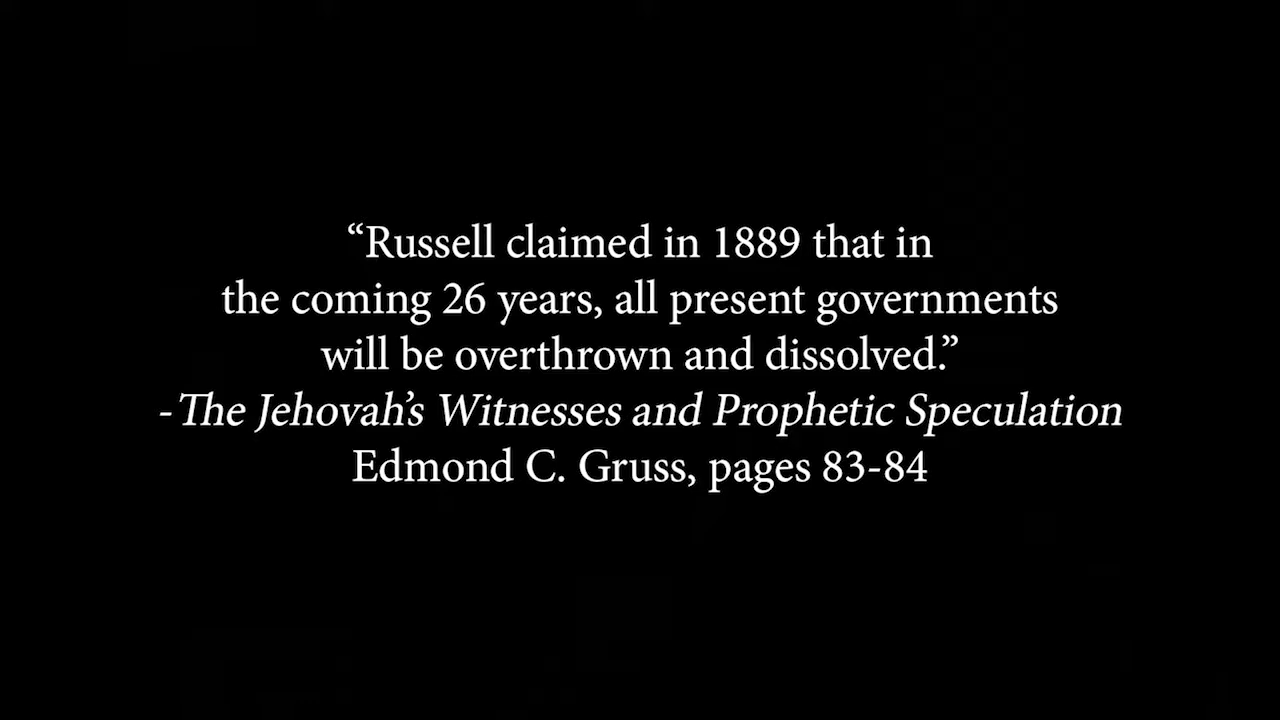 “Russell claimed in 1889 that in
the coming 26 years, all present governments
will be overthrown and dissolved.”
-The Jehovah’s Witnesses and Prophetic Speculation
Edmond C. Gruss, pages 83-84